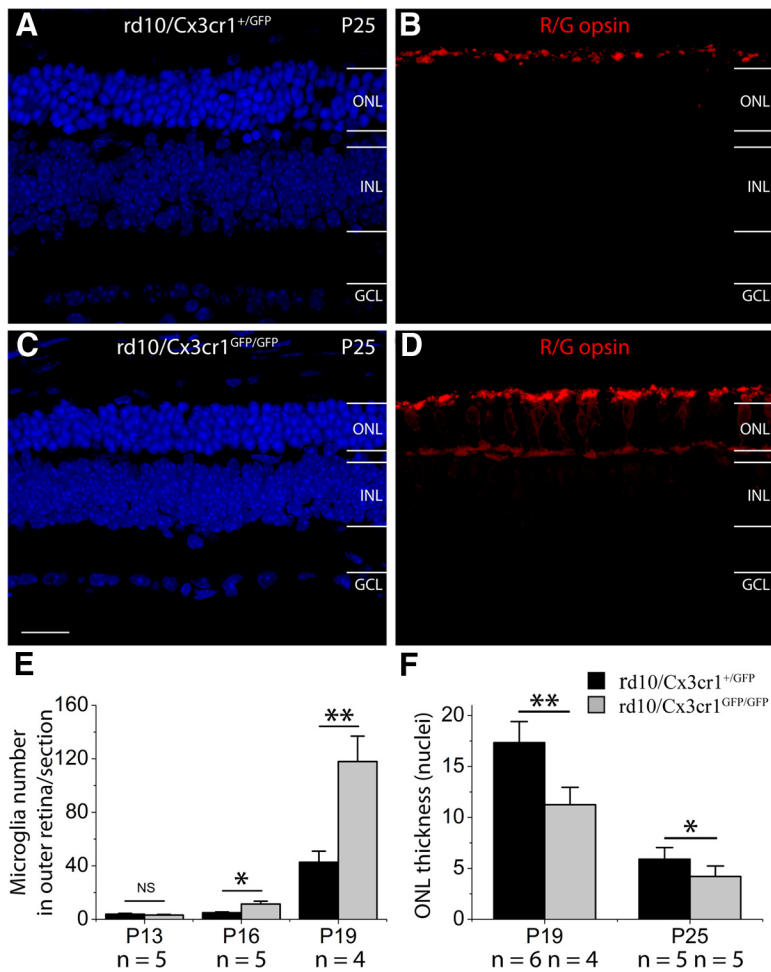 A
rd10/Cx3cr1+/GFP
P25
ONL
INL
GCL
B
R/G opsin
ONL
INL
GCL
C
rd10/Cx3cr1GFP/GFP
P25
ONL
INL
GCL
D
R/G opsin
ONL
INL
GCL
E
Microglia number
in outer retina/section
160
120
80
40
0
NS
*
**
P13
P16
P19
n = 5
n = 5
n = 4
F
rd10/Cx3cr1+/GFP
rd10/Cx3cr1GFP/GFP
ONL thickness (nuclei)
20
15
10
5
0
**
*
P19
P25
n = 6 n = 4
n = 5 n = 5